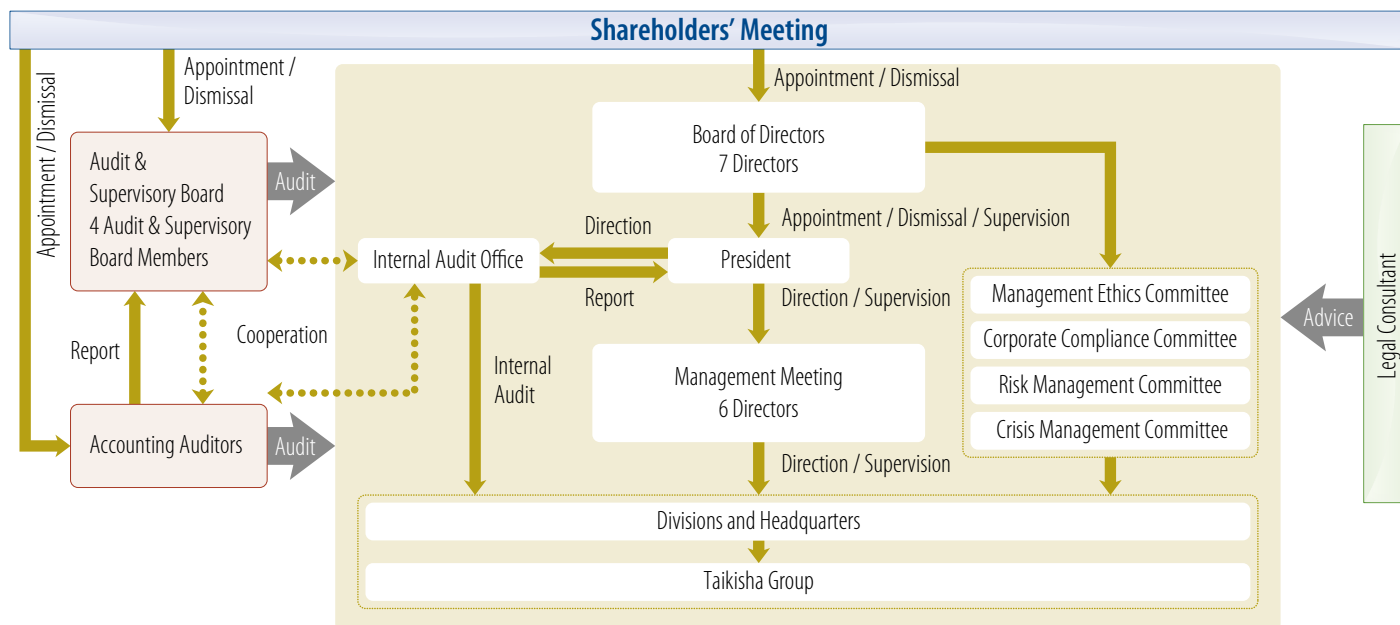 Shareholders’ Meeting
Appointment / Dismissal
Appointment /
Dismissal
Appointment / Dismissal
Audit &
Supervisory Board
4 Audit & Supervisory
Board Members
Audit
Board of Directors
7 Directors
Appointment / Dismissal / Supervision
Direction
Internal Audit Office
President
Report
Direction / Supervision
Cooperation
Report
Internal
Audit
Management Meeting
6 Directors
Management Ethics Committee
Corporate Compliance Committee
Risk Management Committee
Crisis Management Committee
Advice
Legal Consultant
Accounting Auditors
Audit
Direction / Supervision
Divisions and Headquarters
Taikisha Group